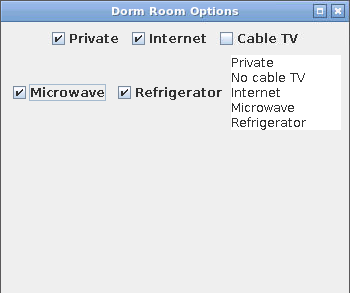 Dorm Room Options
Private Internet Cable TV
Microwave Refrigerator
Private
No cable TV
Internet
Microwave
Refrigerator